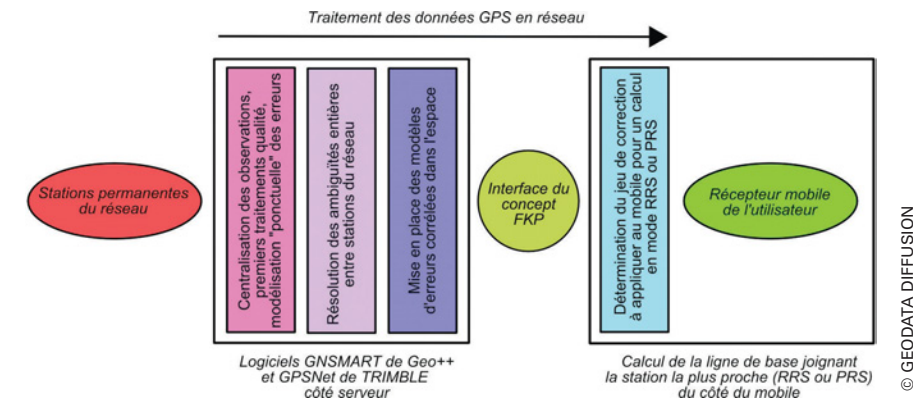 Traitement des données GPS en réseau
Stations permanentes
du réseau
Centralisation des observations,
premiers traitements qualité,
modélisation "ponctuelle" des erreurs
Résolution des ambiguïtés entières
entre stations du réseau
Mise en place des modèles
d'erreurs corrélées dans l'espace
Interface du
concept
FKP
Détermination du jeu de correction
à appliquer au mobile pour un calcul
en mode RRS ou PRS
Récepteur mobile
de l'utilisateur
Logiciels GNSMART de Geo++
et GPSNet de TRIMBLE
côté serveur
Calcul de la ligne de base joignant
la station la plus proche (RRS ou PRS)
du côté du mobile
© GEODATA DIFFUSION